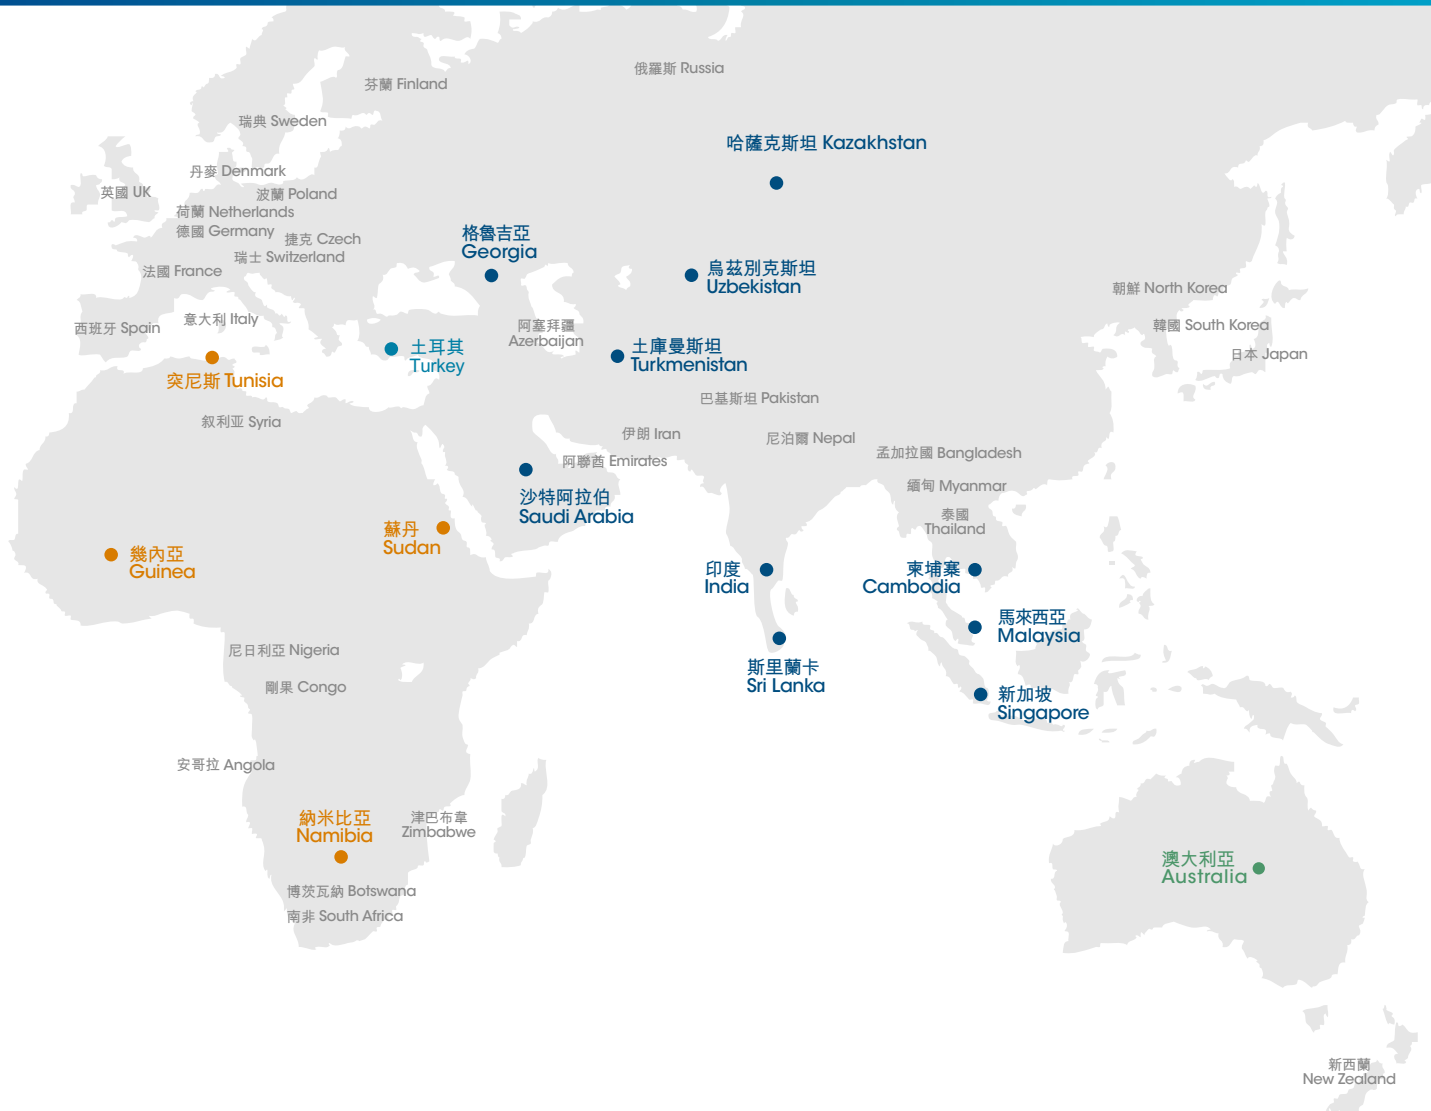 俄羅斯 Russia
芬蘭 Finland
瑞典 Sweden
哈薩克斯坦 Kazakhstan
丹麥 Denmark
英國 UK
波蘭 Poland
荷蘭 Netherlands
德國 Germany
捷克 Czech
瑞士 Switzerland
法國 France
格魯吉亞
Georgia
烏茲別克斯坦
Uzbekistan
朝鮮 North Korea
韓國 South Korea
日本 Japan
西班牙 Spain
意大利 Italy
阿塞拜疆
Azerbaijan
土耳其
Turkey
土庫曼斯坦
Turkmenistan
突尼斯 Tunisia
巴基斯坦 Pakistan
叙利亚 Syria
伊朗 Iran
尼泊爾 Nepal
孟加拉國 Bangladesh
阿聯酋 Emirates
緬甸 Myanmar
沙特阿拉伯
Saudi Arabia
泰國
Thailand
蘇丹
Sudan
幾內亞
Guinea
印度
India
柬埔寨
Cambodia
馬來西亞
Malaysia
尼日利亞 Nigeria
斯里蘭卡
Sri Lanka
剛果 Congo
新加坡
Singapore
安哥拉 Angola
納米比亞
Namibia
津巴布韋
Zimbabwe
澳大利亞
Australia
博茨瓦納 Botswana
南非 South Africa
新西蘭
New Zealand